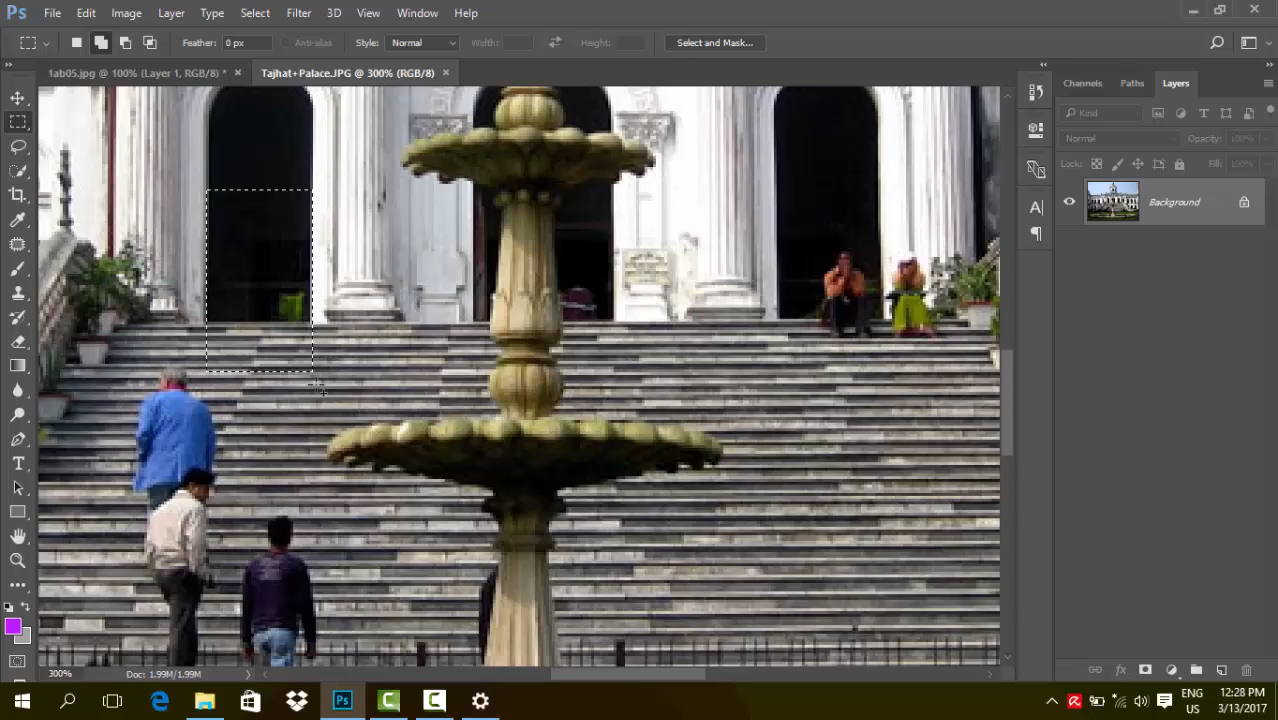 Ps File Edit Image Layer Type Select Filter 3D View Window Help
Feather: 0 px Anti-alias Style: Normal Width: Height: Select and Mask...
1ab05.jpg @ 100% (Layer 1, RGB/8) * × Tajhat+Palace.JPG @ 300% (RGB/8) ×
Channels Paths Layers
Kind
Normal Opacity: 100%
Lock: Fill: 100%
Background
300% Doc: 1.99M/1.99M
Ps ENG US 12:28 PM 3/13/2017